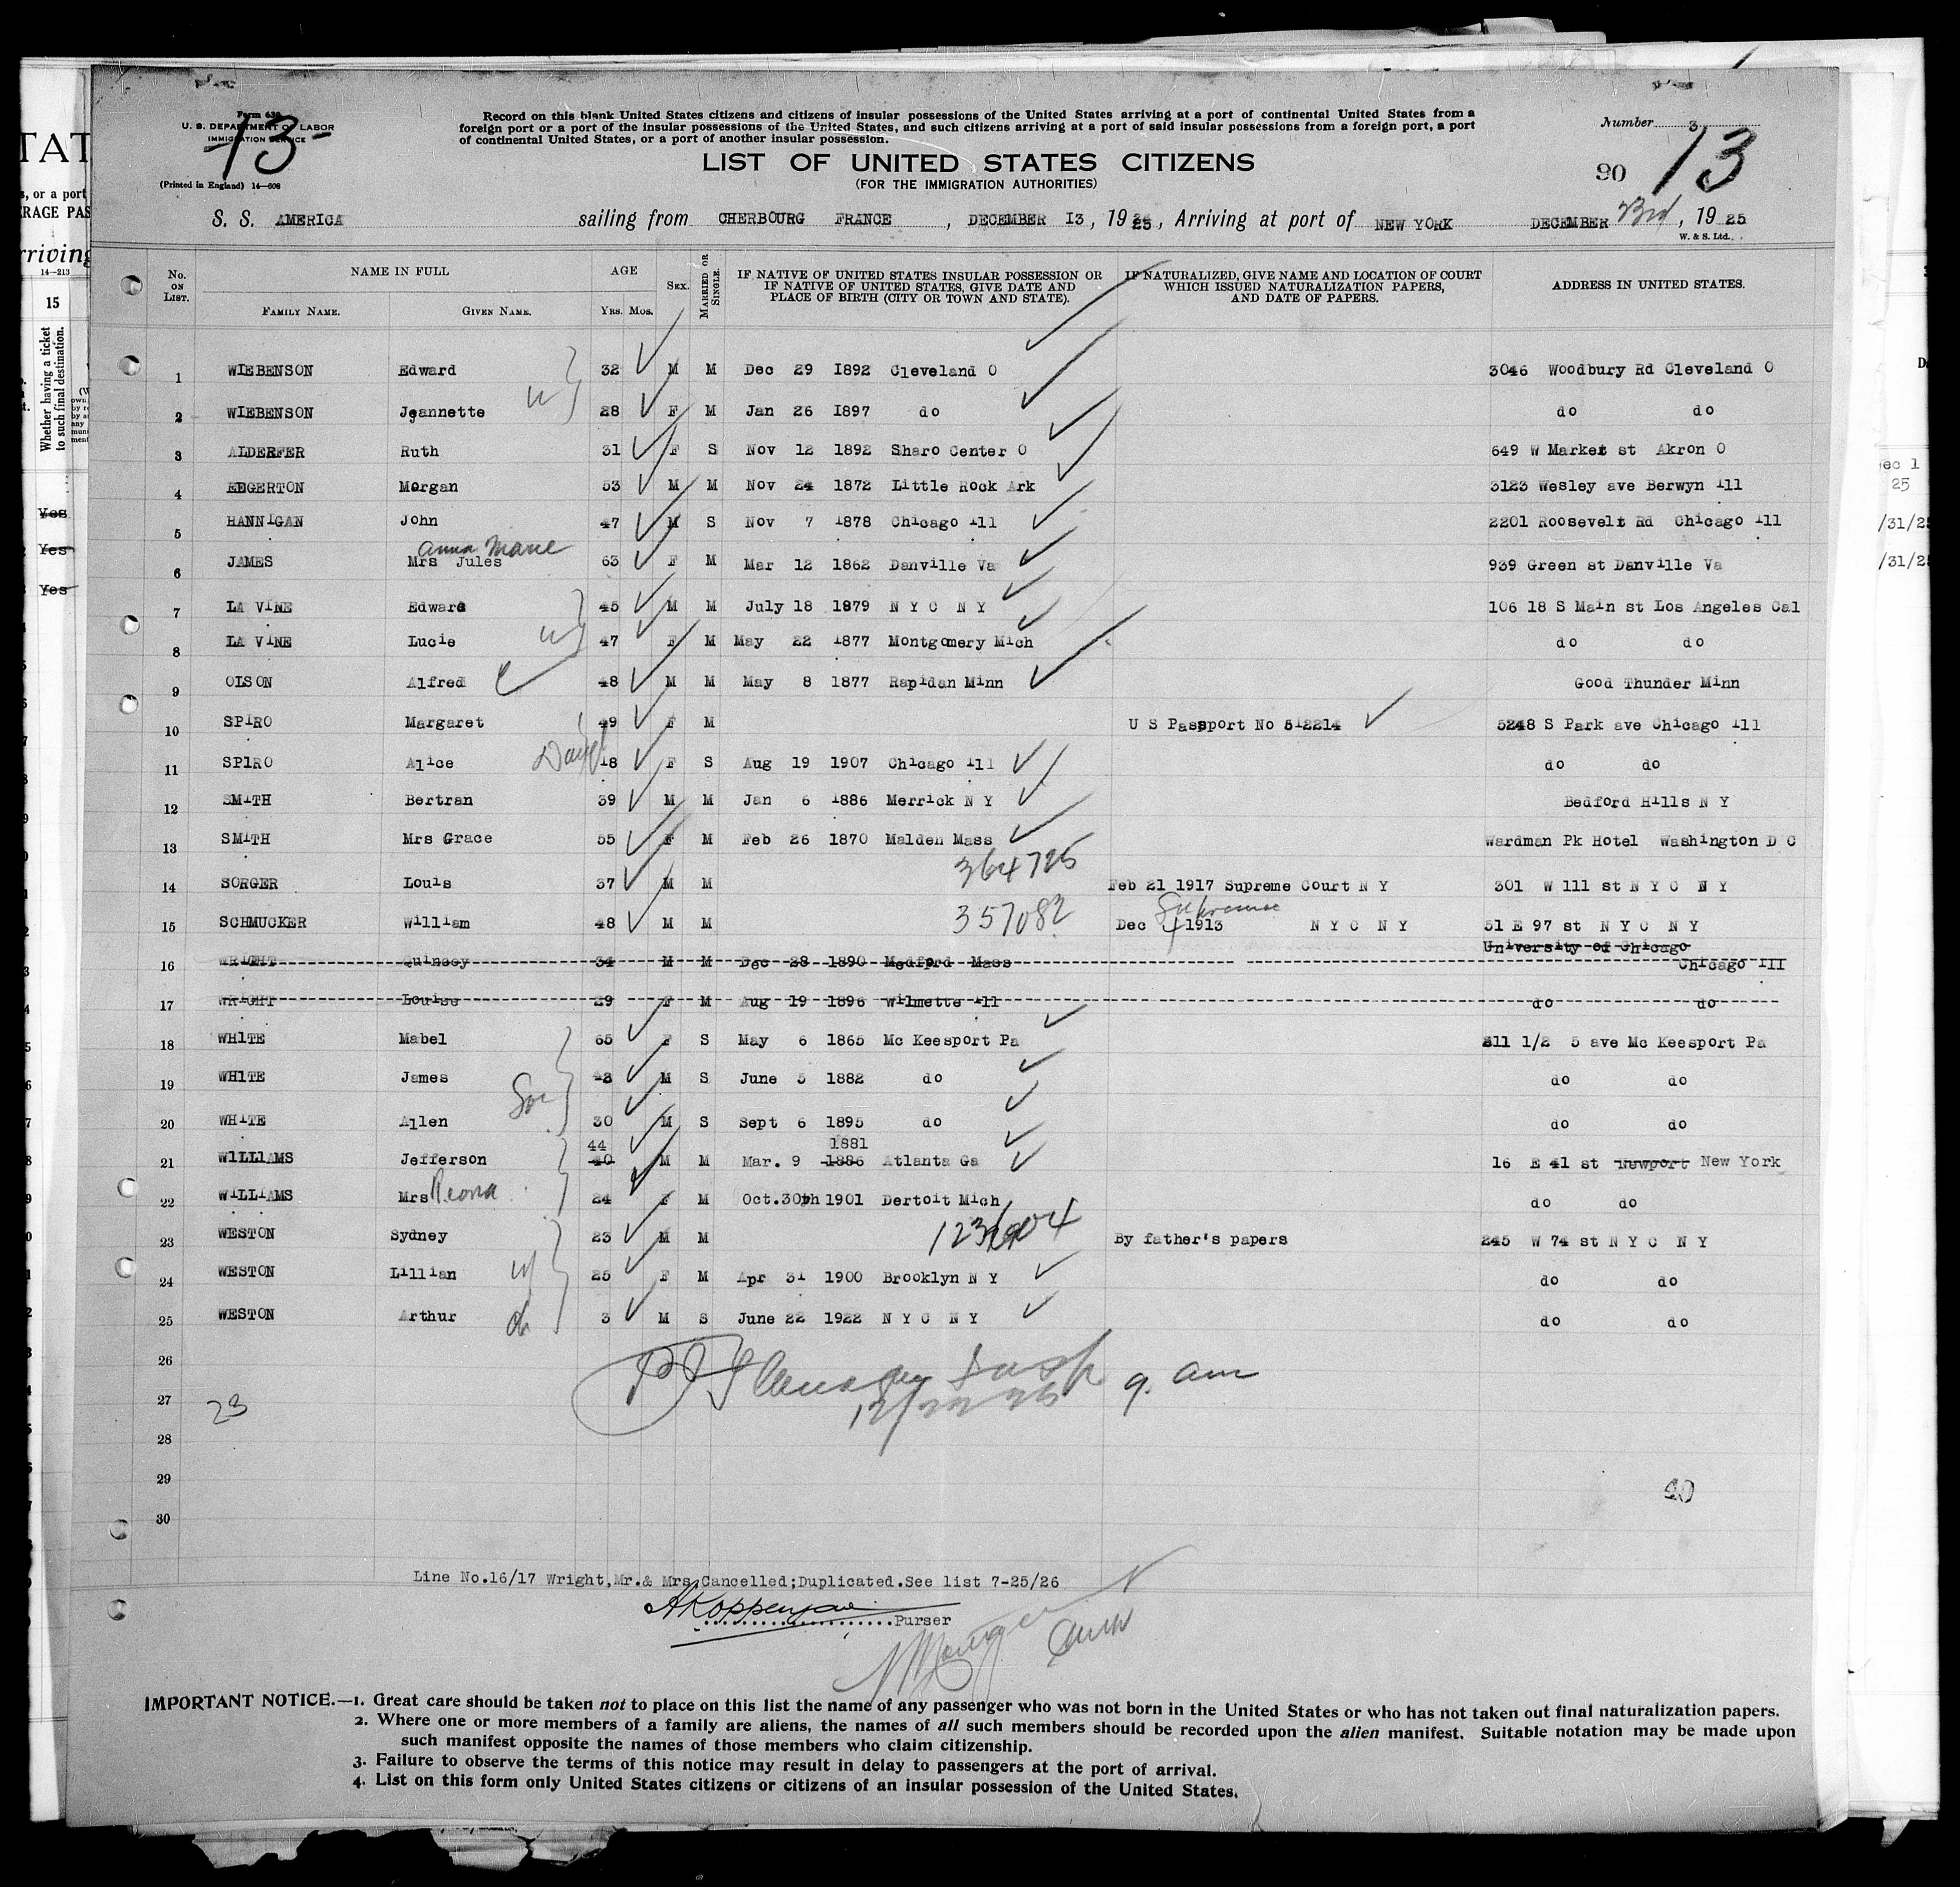 Form 630
U. S. DEPARTMENT OF LABOR
IMMIGRATION SERVICE
13
(Printed in England) 14—608
Record on this blank United States citizens and citizens of insular possessions of the United States arriving at a port of continental United States from a
foreign port or a port of the insular possessions of the United States, and such citizens arriving at a port of said insular possessions from a foreign port, a port
of continental United States, or a port of another insular possession.
Number 3
LIST OF UNITED STATES CITIZENS
(FOR THE IMMIGRATION AUTHORITIES)
90 13
S. S. AMERICA sailing from CHERBOURG FRANCE, DECEMBER 13, 1925, Arriving at port of NEW YORK DECEMBER 23rd, 1925
W. & S. Ltd.
No. ON LIST. NAME IN FULL AGE SEX. MARRIED OR SINGLE. IF NATIVE OF UNITED STATES INSULAR POSSESSION OR IF NATIVE OF UNITED STATES, GIVE DATE AND PLACE OF BIRTH (CITY OR TOWN AND STATE). IF NATURALIZED, GIVE NAME AND LOCATION OF COURT WHICH ISSUED NATURALIZATION PAPERS, AND DATE OF PAPERS. ADDRESS IN UNITED STATES.
FAMILY NAME. GIVEN NAME. YRS. MOS.
1 WIEBENSON Edward 32 M M Dec 29 1892 Cleveland O 3046 Woodbury Rd Cleveland O
2 WIEBENSON Jeannette W 28 F M Jan 26 1897 do do do
3 ALDERFER Ruth 31 F S Nov 12 1892 Sharo Center O 649 W Market st Akron O
4 EDGERTON Morgan 53 M M Nov 24 1872 Little Rock Ark 3123 Wesley ave Berwyn Ill
5 HANNIGAN John 47 M S Nov 7 1878 Chicago Ill 2201 Roosevelt Rd Chicago Ill
Anna Marie
6 JAMES Mrs Jules 63 F M Mar 12 1862 Danville Va 939 Green st Danville Va
7 LA VINE Edward 45 M M July 18 1879 N Y C N Y 106 18 S Main st Los Angeles Cal
8 LA VINE Lucie W 47 F M May 22 1877 Montgomery Mich do do
9 OLSON Alfred 48 M M May 8 1877 Rapidan Minn Good Thunder Minn
10 SPIRO Margaret 49 F M U S Passport No 512214 5248 S Park ave Chicago Ill
11 SPIRO Alice Daug 18 F S Aug 19 1907 Chicago Ill do do
12 SMITH Bertran 39 M M Jan 6 1886 Merrick N Y Bedford Hills N Y
13 SMITH Mrs Grace 55 F M Feb 26 1870 Malden Mass Wardman Pk Hotel Washington D C
14 SORGER Louis 37 M M 364725 Feb 21 1917 Supreme Court N Y 301 W 111 st N Y C N Y
Supreme
15 SCHMUCKER William 48 M M 357082 Dec 4 1913 N Y C N Y 51 E 97 st N Y C N Y
University of Chicago
16 WRIGHT Quincey 34 M M Dec 28 1890 Medford Mass Chicago Ill
17 WRIGHT Louise 29 F M Aug 19 1896 Wilmette Ill do do
18 WHITE Mabel 65 F S May 6 1865 Mc Keesport Pa 811 1/2 5 ave Mc Keesport Pa
19 WHITE James 43 M S June 5 1882 do do do
20 WHITE Allen 30 M S Sept 6 1895 do do do
44 1881
21 WILLIAMS Jefferson 40 M M Mar. 9 1886 Atlanta Ga 16 E 41 st Newport New York
22 WILLIAMS Mrs Reona 24 F M Oct.30th 1901 Dertoit Mich do do
23 WESTON Sydney 23 M M By father's papers 245 W 74 st N Y C N Y
24 WESTON Lillian W 25 F M Apr 31 1900 Brooklyn N Y do do
25 WESTON Arthur ch 3 M S June 22 1922 N Y C N Y do do
26
27 23 12/22 25 9. am
28
29
30
Line No.16/17 Wright,Mr.& Mrs Cancelled;Duplicated.See list 7-25/26
Purser
IMPORTANT NOTICE.—1. Great care should be taken not to place on this list the name of any passenger who was not born in the United States or who has not taken out final naturalization papers.
2. Where one or more members of a family are aliens, the names of all such members should be recorded upon the alien manifest. Suitable notation may be made upon
such manifest opposite the names of those members who claim citizenship.
3. Failure to observe the terms of this notice may result in delay to passengers at the port of arrival.
4. List on this form only United States citizens or citizens of an insular possession of the United States.